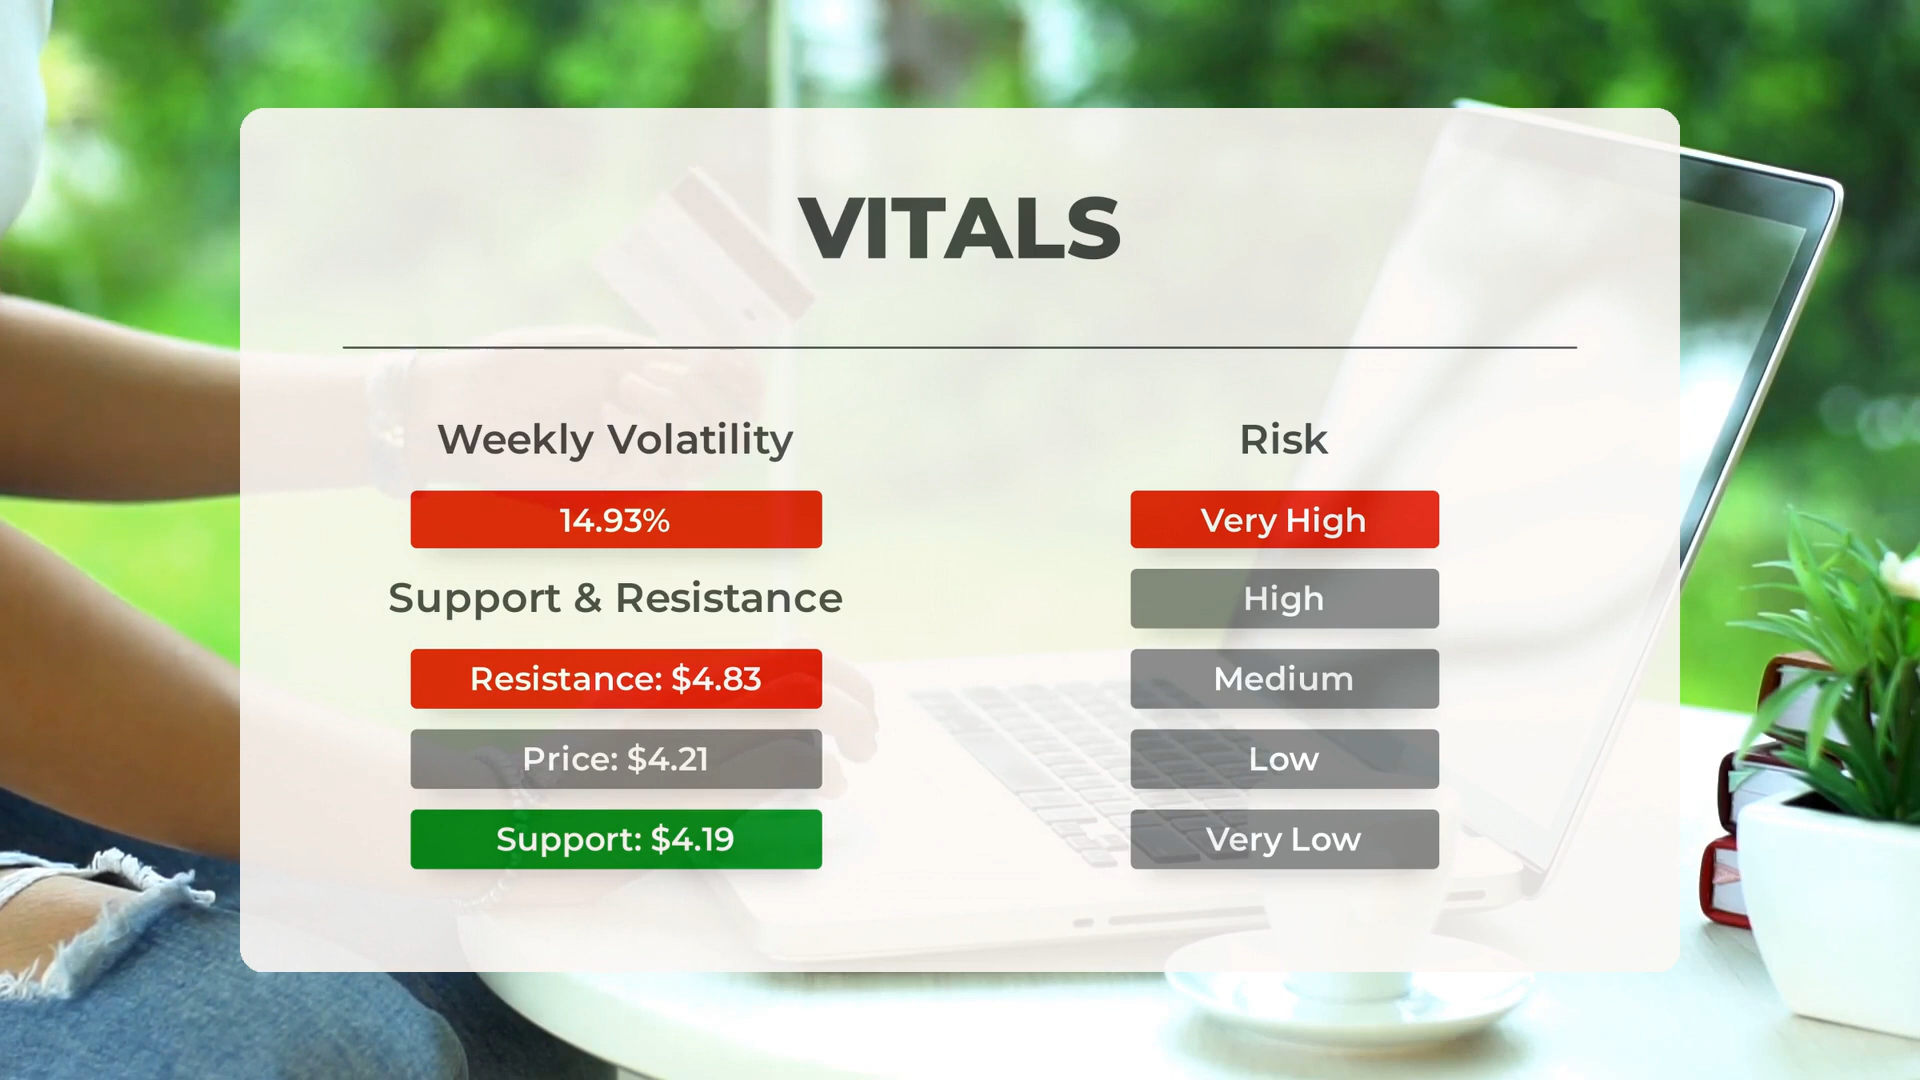 VITALS
Weekly Volatility
14.93%
Support & Resistance
Resistance: $4.83
Price: $4.21
Support: $4.19
Risk
Very High
High
Medium
Low
Very Low